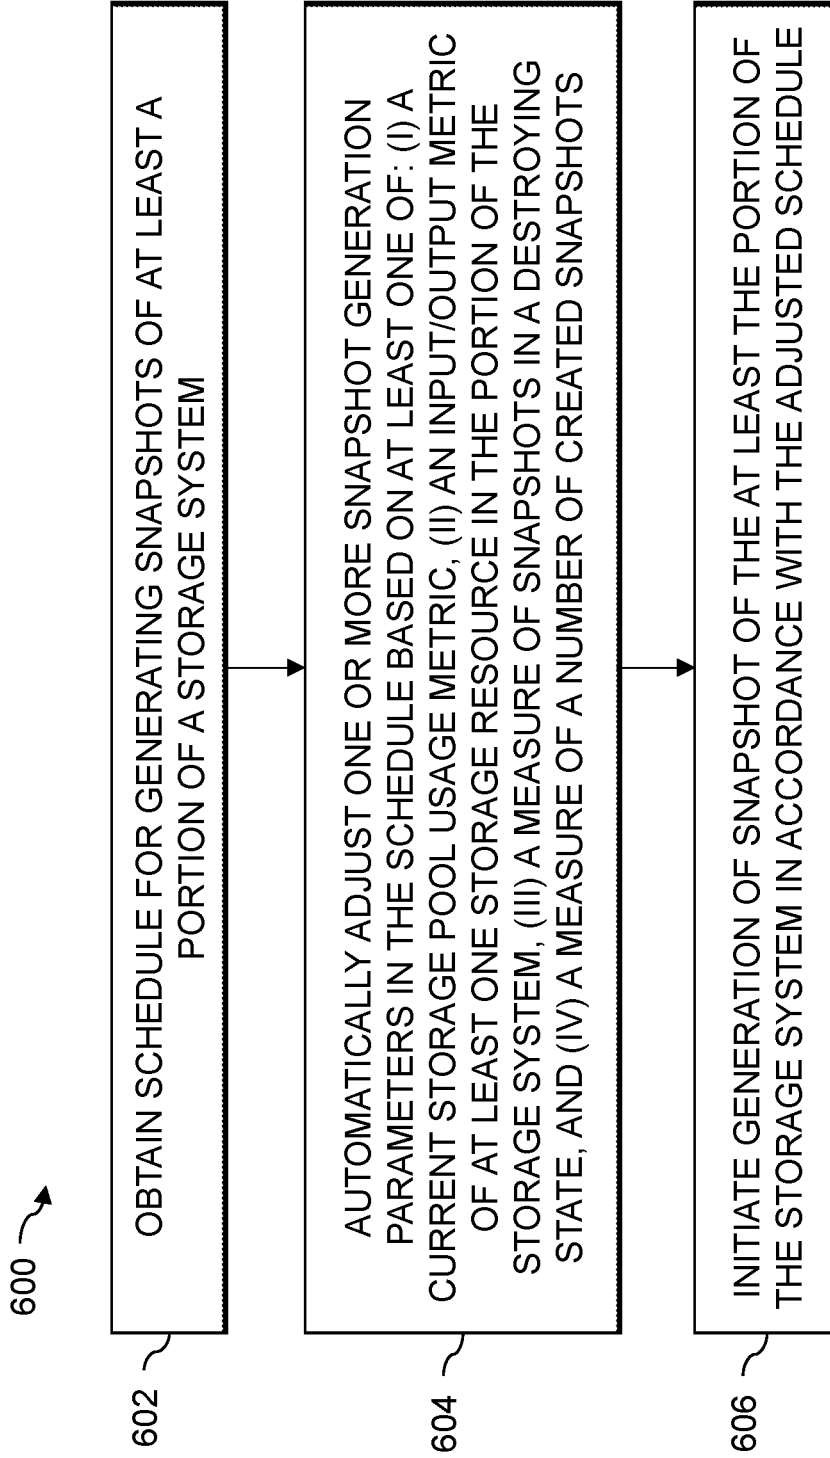 600
602
OBTAIN SCHEDULE FOR GENERATING SNAPSHOTS OF AT LEAST A
PORTION OF A STORAGE SYSTEM
604
AUTOMATICALLY ADJUST ONE OR MORE SNAPSHOT GENERATION
PARAMETERS IN THE SCHEDULE BASED ON AT LEAST ONE OF: (I) A
CURRENT STORAGE POOL USAGE METRIC, (II) AN INPUT/OUTPUT METRIC
OF AT LEAST ONE STORAGE RESOURCE IN THE PORTION OF THE
STORAGE SYSTEM, (III) A MEASURE OF SNAPSHOTS IN A DESTROYING
STATE, AND (IV) A MEASURE OF A NUMBER OF CREATED SNAPSHOTS
606
INITIATE GENERATION OF SNAPSHOT OF THE AT LEAST THE PORTION OF
THE STORAGE SYSTEM IN ACCORDANCE WITH THE ADJUSTED SCHEDULE